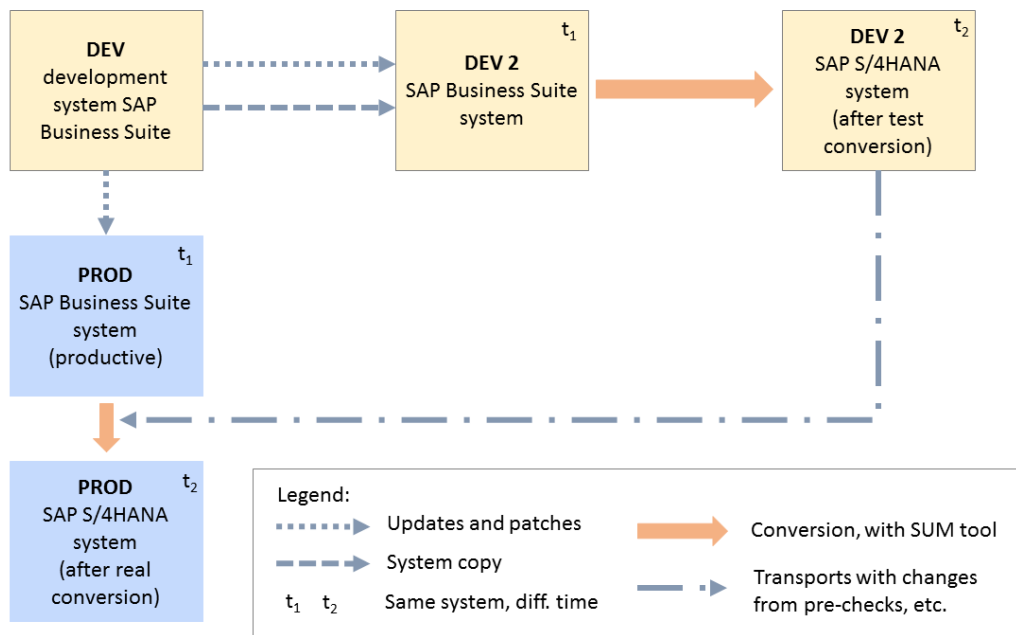 DEV
development
system SAP
Business Suite
t1
DEV 2
SAP Business Suite
system
t2
DEV 2
SAP S/4HANA
system
(after test
conversion)
t1
PROD
SAP Business Suite
system
(productive)
t2
PROD
SAP S/4HANA
system
(after real
conversion)
Legend:
Updates and patches
System copy
t1 t2 Same system, diff. time
Conversion, with SUM tool
Transports with changes
from pre-checks, etc.